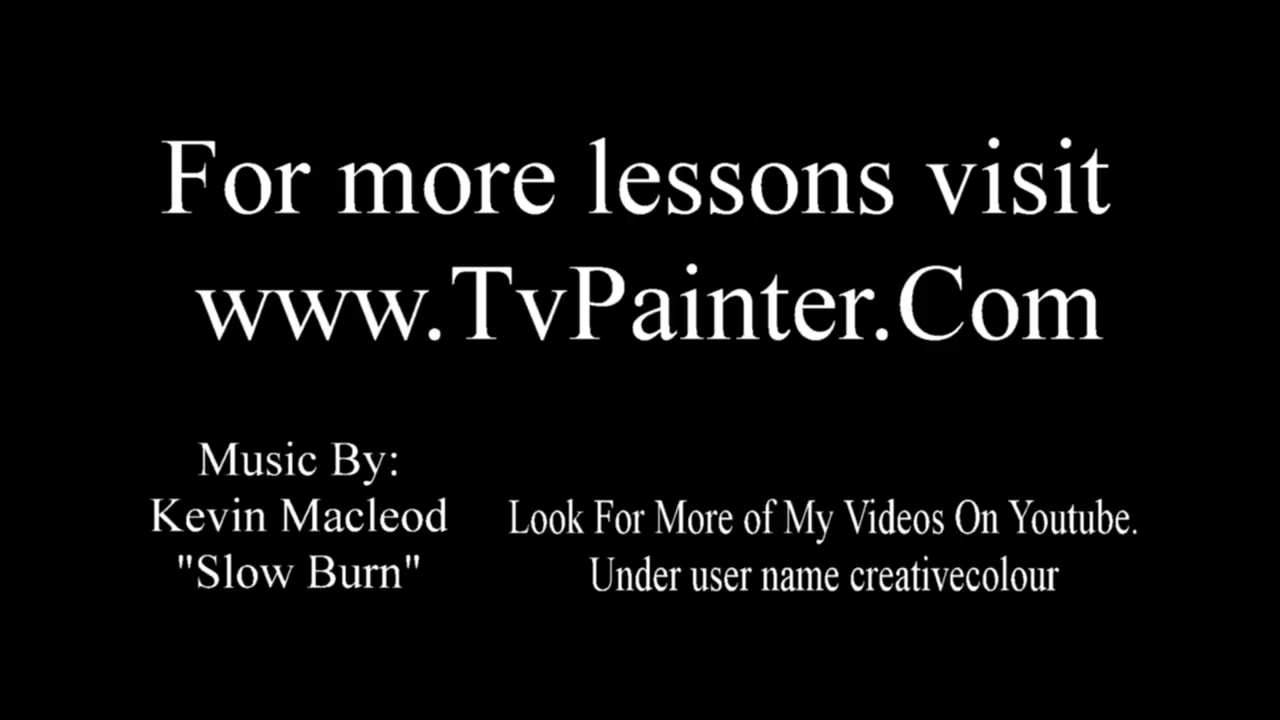 For more lessons visit
www.TvPainter.Com
Music By:
Kevin Macleod
"Slow Burn"
Look For More of My Videos On Youtube.
Under user name creativecolour